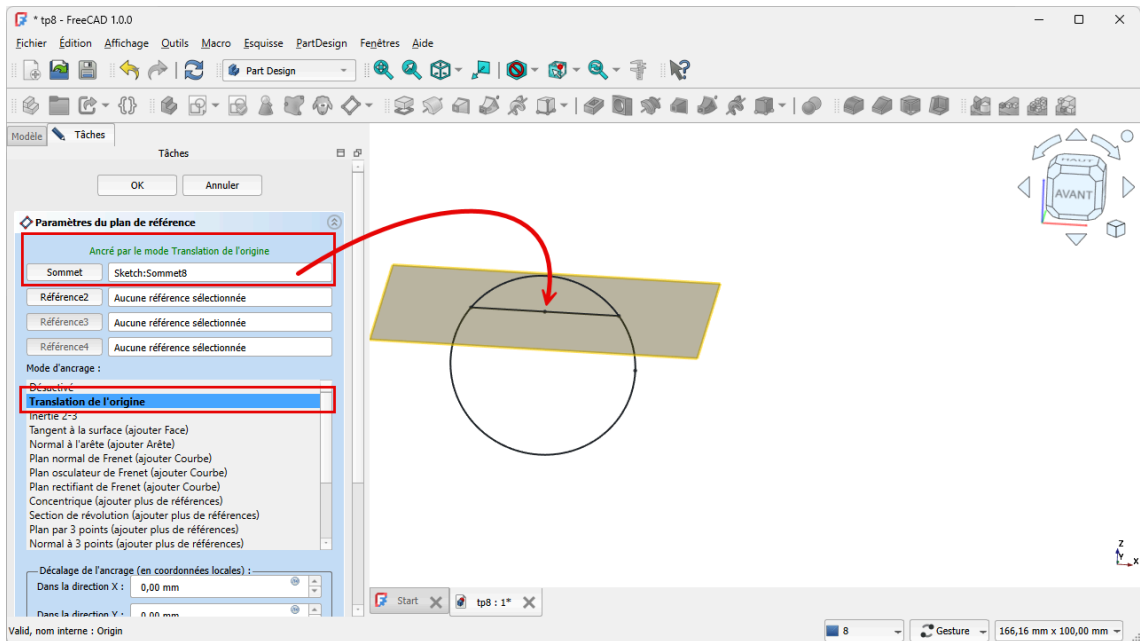 * tp8 - FreeCAD 1.0.0
Fichier Édition Affichage Outils Macro Esquisse PartDesign Fenêtres Aide
Part Design
Modèle Tâches
Tâches
OK Annuler
Paramètres du plan de référence
Ancré par le mode Translation de l'origine
Sommet Sketch:Sommet8
Référence2 Aucune référence sélectionnée
Référence3 Aucune référence sélectionnée
Référence4 Aucune référence sélectionnée
Mode d'ancrage :
Désactivé
Translation de l'origine
Inertie 2-3
Tangent à la surface (ajouter Face)
Normal à l'arête (ajouter Arête)
Plan normal de Frenet (ajouter Courbe)
Plan osculateur de Frenet (ajouter Courbe)
Plan rectifiant de Frenet (ajouter Courbe)
Concentrique (ajouter plus de références)
Section de révolution (ajouter plus de références)
Plan par 3 points (ajouter plus de références)
Normal à 3 points (ajouter plus de références)
Décalage de l'ancrage (en coordonnées locales) :
Dans la direction X : 0,00 mm
Dans la direction Y : 0,00 mm
HAUT
AVANT
Z
Y
X
Start tp8 : 1*
Valid, nom interne : Origin
8 Gesture 166,16 mm x 100,00 mm